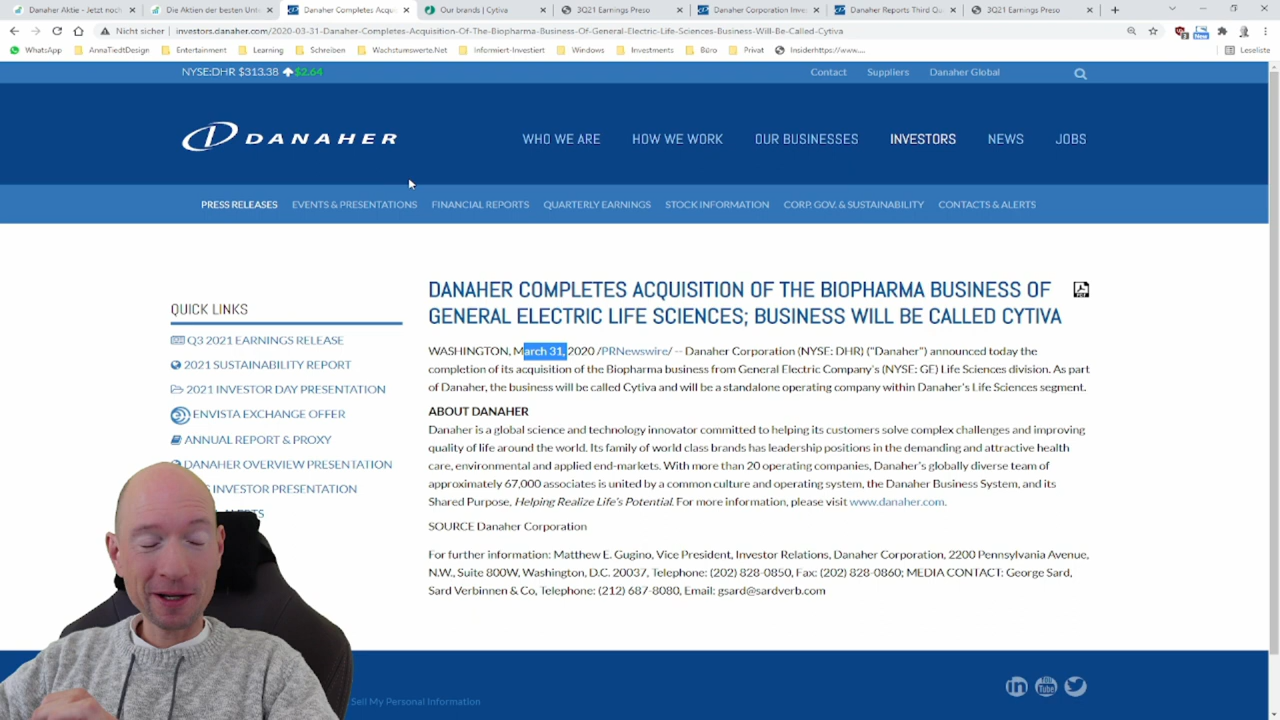 Danaher Aktie - Jetzt noch
Die Aktien der besten Unt
Danaher Completes Acqui
Our brands | Cytiva
3Q21 Earnings Preso
Danaher Corporation Inve
Danaher Reports Third Qu
3Q21 Earnings Preso
Nicht sicher | investors.danaher.com/2020-03-31-Danaher-Completes-Acquisition-Of-The-Biopharma-Business-Of-General-Electric-Life-Sciences-Business-Will-Be-Called-Cytiva
WhatsApp AnnaTiedtDesign Entertainment Learning Schreiben Wachstumswerte.Net Informiert-Investiert Windows Investments Büro Privat Insiderhttps://www.... Leseliste
NYSE:DHR $313.38 $2.64 Contact Suppliers Danaher Global
DANAHER
WHO WE ARE HOW WE WORK OUR BUSINESSES INVESTORS NEWS JOBS
PRESS RELEASES EVENTS & PRESENTATIONS FINANCIAL REPORTS QUARTERLY EARNINGS STOCK INFORMATION CORP. GOV. & SUSTAINABILITY CONTACTS & ALERTS
QUICK LINKS
Q3 2021 EARNINGS RELEASE
2021 SUSTAINABILITY REPORT
2021 INVESTOR DAY PRESENTATION
ENVISTA EXCHANGE OFFER
ANNUAL REPORT & PROXY
DANAHER OVERVIEW PRESENTATION
INVESTOR PRESENTATION
ALERTS
DANAHER COMPLETES ACQUISITION OF THE BIOPHARMA BUSINESS OF
GENERAL ELECTRIC LIFE SCIENCES; BUSINESS WILL BE CALLED CYTIVA
WASHINGTON, March 31, 2020 /PRNewswire/ -- Danaher Corporation (NYSE: DHR) ("Danaher") announced today the
completion of its acquisition of the Biopharma business from General Electric Company's (NYSE: GE) Life Sciences division. As part
of Danaher, the business will be called Cytiva and will be a standalone operating company within Danaher's Life Sciences segment.
ABOUT DANAHER
Danaher is a global science and technology innovator committed to helping its customers solve complex challenges and improving
quality of life around the world. Its family of world class brands has leadership positions in the demanding and attractive health
care, environmental and applied end-markets. With more than 20 operating companies, Danaher's globally diverse team of
approximately 67,000 associates is united by a common culture and operating system, the Danaher Business System, and its
Shared Purpose, Helping Realize Life's Potential. For more information, please visit www.danaher.com.
SOURCE Danaher Corporation
For further information: Matthew E. Gugino, Vice President, Investor Relations, Danaher Corporation, 2200 Pennsylvania Avenue,
N.W., Suite 800W, Washington, D.C. 20037, Telephone: (202) 828-0850, Fax: (202) 828-0860; MEDIA CONTACT: George Sard,
Sard Verbinnen & Co, Telephone: (212) 687-8080, Email: gsard@sardverb.com
Sell My Personal Information